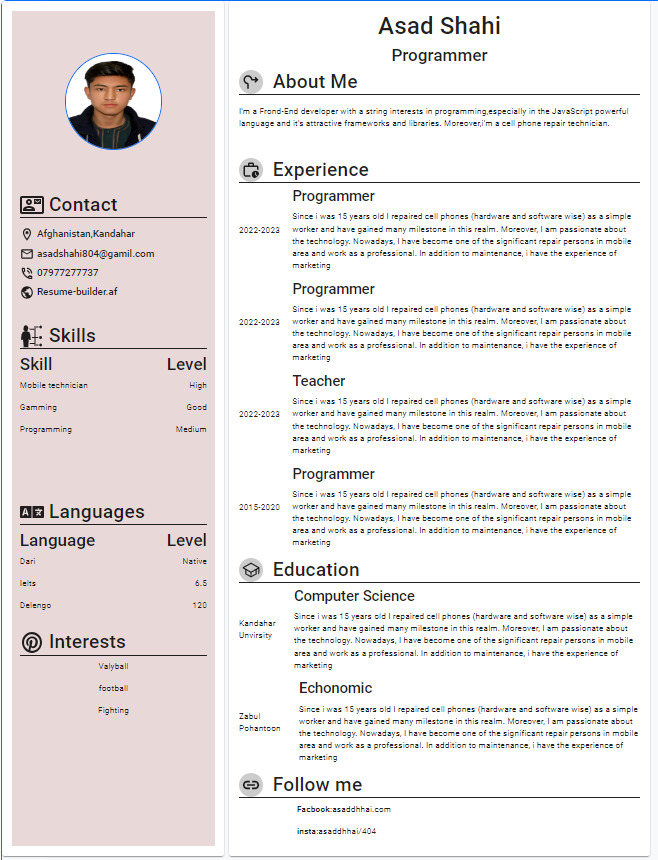 Contact
Afghanistan,Kandahar
asadshahi804@gamil.com
07977277737
Resume-builder.af
Skills
Skill Level
Mobile technician High
Gamming Good
Programming Medium
Languages
Language Level
Dari Native
Ielts 6.5
Delengo 120
Interests
Valyball
football
Fighting
Asad Shahi
Programmer
About Me
I'm a Frond-End developer with a string interests in programming,especially in the JavaScript powerful
language and it's attractive frameworks and libraries. Moreover,i'm a cell phone repair technician.
Experience
Programmer
2022-2023
Since i was 15 years old I repaired cell phones (hardware and software wise) as a simple
worker and have gained many milestone in this realm. Moreover, I am passionate about
the technology. Nowadays, I have become one of the significant repair persons in mobile
area and work as a professional. In addition to maintenance, i have the experience of
marketing
Programmer
2022-2023
Since i was 15 years old I repaired cell phones (hardware and software wise) as a simple
worker and have gained many milestone in this realm. Moreover, I am passionate about
the technology. Nowadays, I have become one of the significant repair persons in mobile
area and work as a professional. In addition to maintenance, i have the experience of
marketing
Teacher
2022-2023
Since i was 15 years old I repaired cell phones (hardware and software wise) as a simple
worker and have gained many milestone in this realm. Moreover, I am passionate about
the technology. Nowadays, I have become one of the significant repair persons in mobile
area and work as a professional. In addition to maintenance, i have the experience of
marketing
Programmer
2015-2020
Since i was 15 years old I repaired cell phones (hardware and software wise) as a simple
worker and have gained many milestone in this realm. Moreover, I am passionate about
the technology. Nowadays, I have become one of the significant repair persons in mobile
area and work as a professional. In addition to maintenance, i have the experience of
marketing
Education
Computer Science
Kandahar
Unvirsity
Since i was 15 years old I repaired cell phones (hardware and software wise) as a simple
worker and have gained many milestone in this realm. Moreover, I am passionate about
the technology. Nowadays, I have become one of the significant repair persons in mobile
area and work as a professional. In addition to maintenance, i have the experience of
marketing
Echonomic
Zabul
Pohantoon
Since i was 15 years old I repaired cell phones (hardware and software wise) as a simple
worker and have gained many milestone in this realm. Moreover, I am passionate about
the technology. Nowadays, I have become one of the significant repair persons in mobile
area and work as a professional. In addition to maintenance, i have the experience of
marketing
Follow me
Facbook:asaddhhai.com
insta:asaddhhai/404